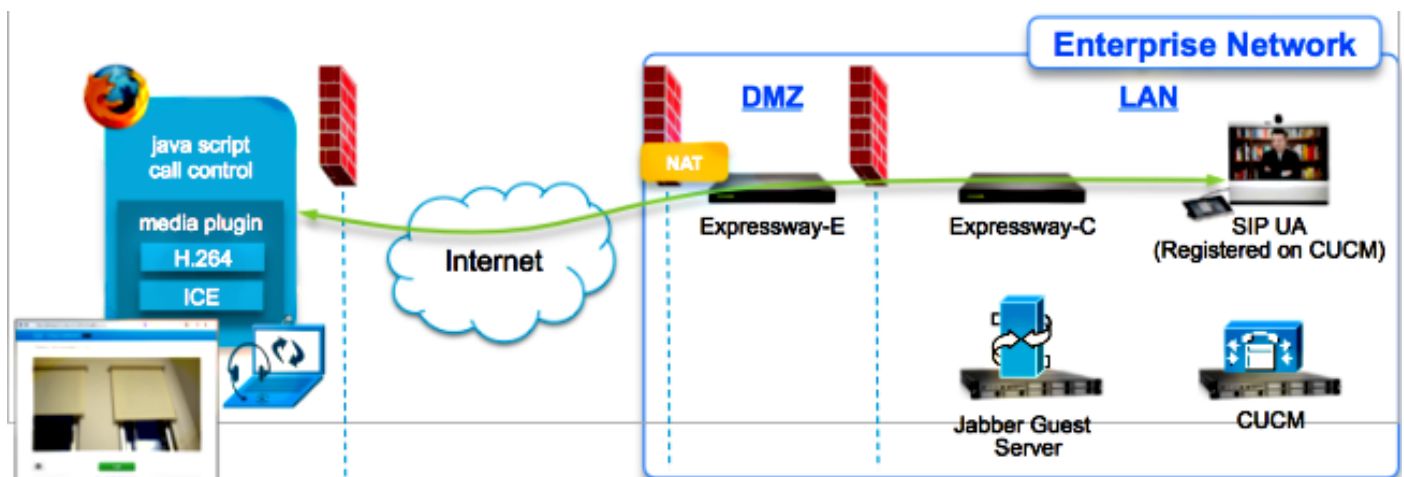 Enterprise Network
DMZ
LAN
java script
call control
NAT
media plugin
H.264
ICE
Internet
Expressway-E
Expressway-C
SIP UA
(Registered on CUCM)
Jabber Guest
Server
CUCM